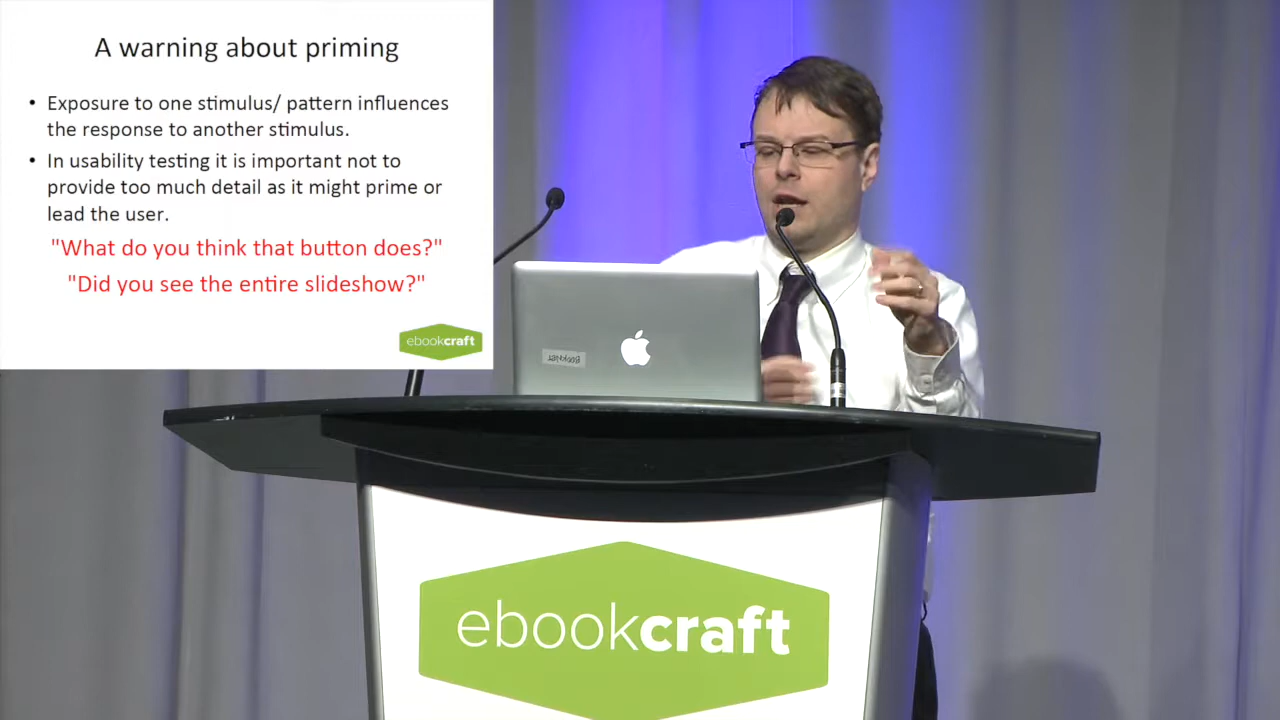 A warning about priming
• Exposure to one stimulus/ pattern influences
the response to another stimulus.
• In usability testing it is important not to
provide too much detail as it might prime or
lead the user.
"What do you think that button does?"
"Did you see the entire slideshow?"
ebookcraft
BookNet
ebookcraft